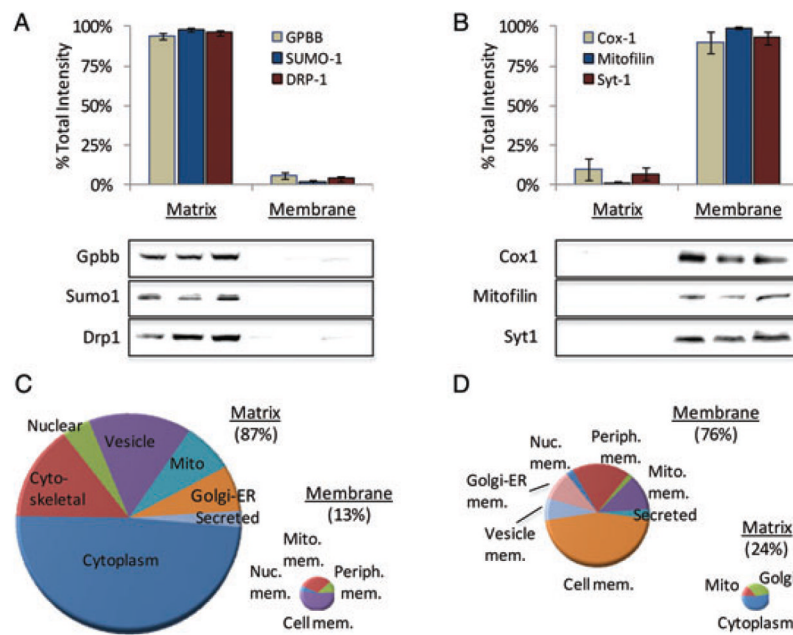 A
% Total Intensity
100%
75%
50%
25%
0%
GPBB
SUMO-1
DRP-1
Matrix
Membrane
Gpbb
Sumo1
Drp1
B
% Total Intensity
100%
75%
50%
25%
0%
Cox-1
Mitofilin
Syt-1
Matrix
Membrane
Cox1
Mitofilin
Syt1
C
Matrix
(87%)
Nuclear
Vesicle
Mito
Cyto-
skeletal
Golgi-ER
Secreted
Cytoplasm
Membrane
(13%)
Mito.
mem.
Nuc.
mem.
Periph.
mem.
Cell mem.
D
Membrane
(76%)
Periph.
mem.
Nuc.
mem.
Mito.
mem.
Golgi-ER
mem.
Secreted
Vesicle
mem.
Cell mem.
Matrix
(24%)
Mito
Golgi
Cytoplasm